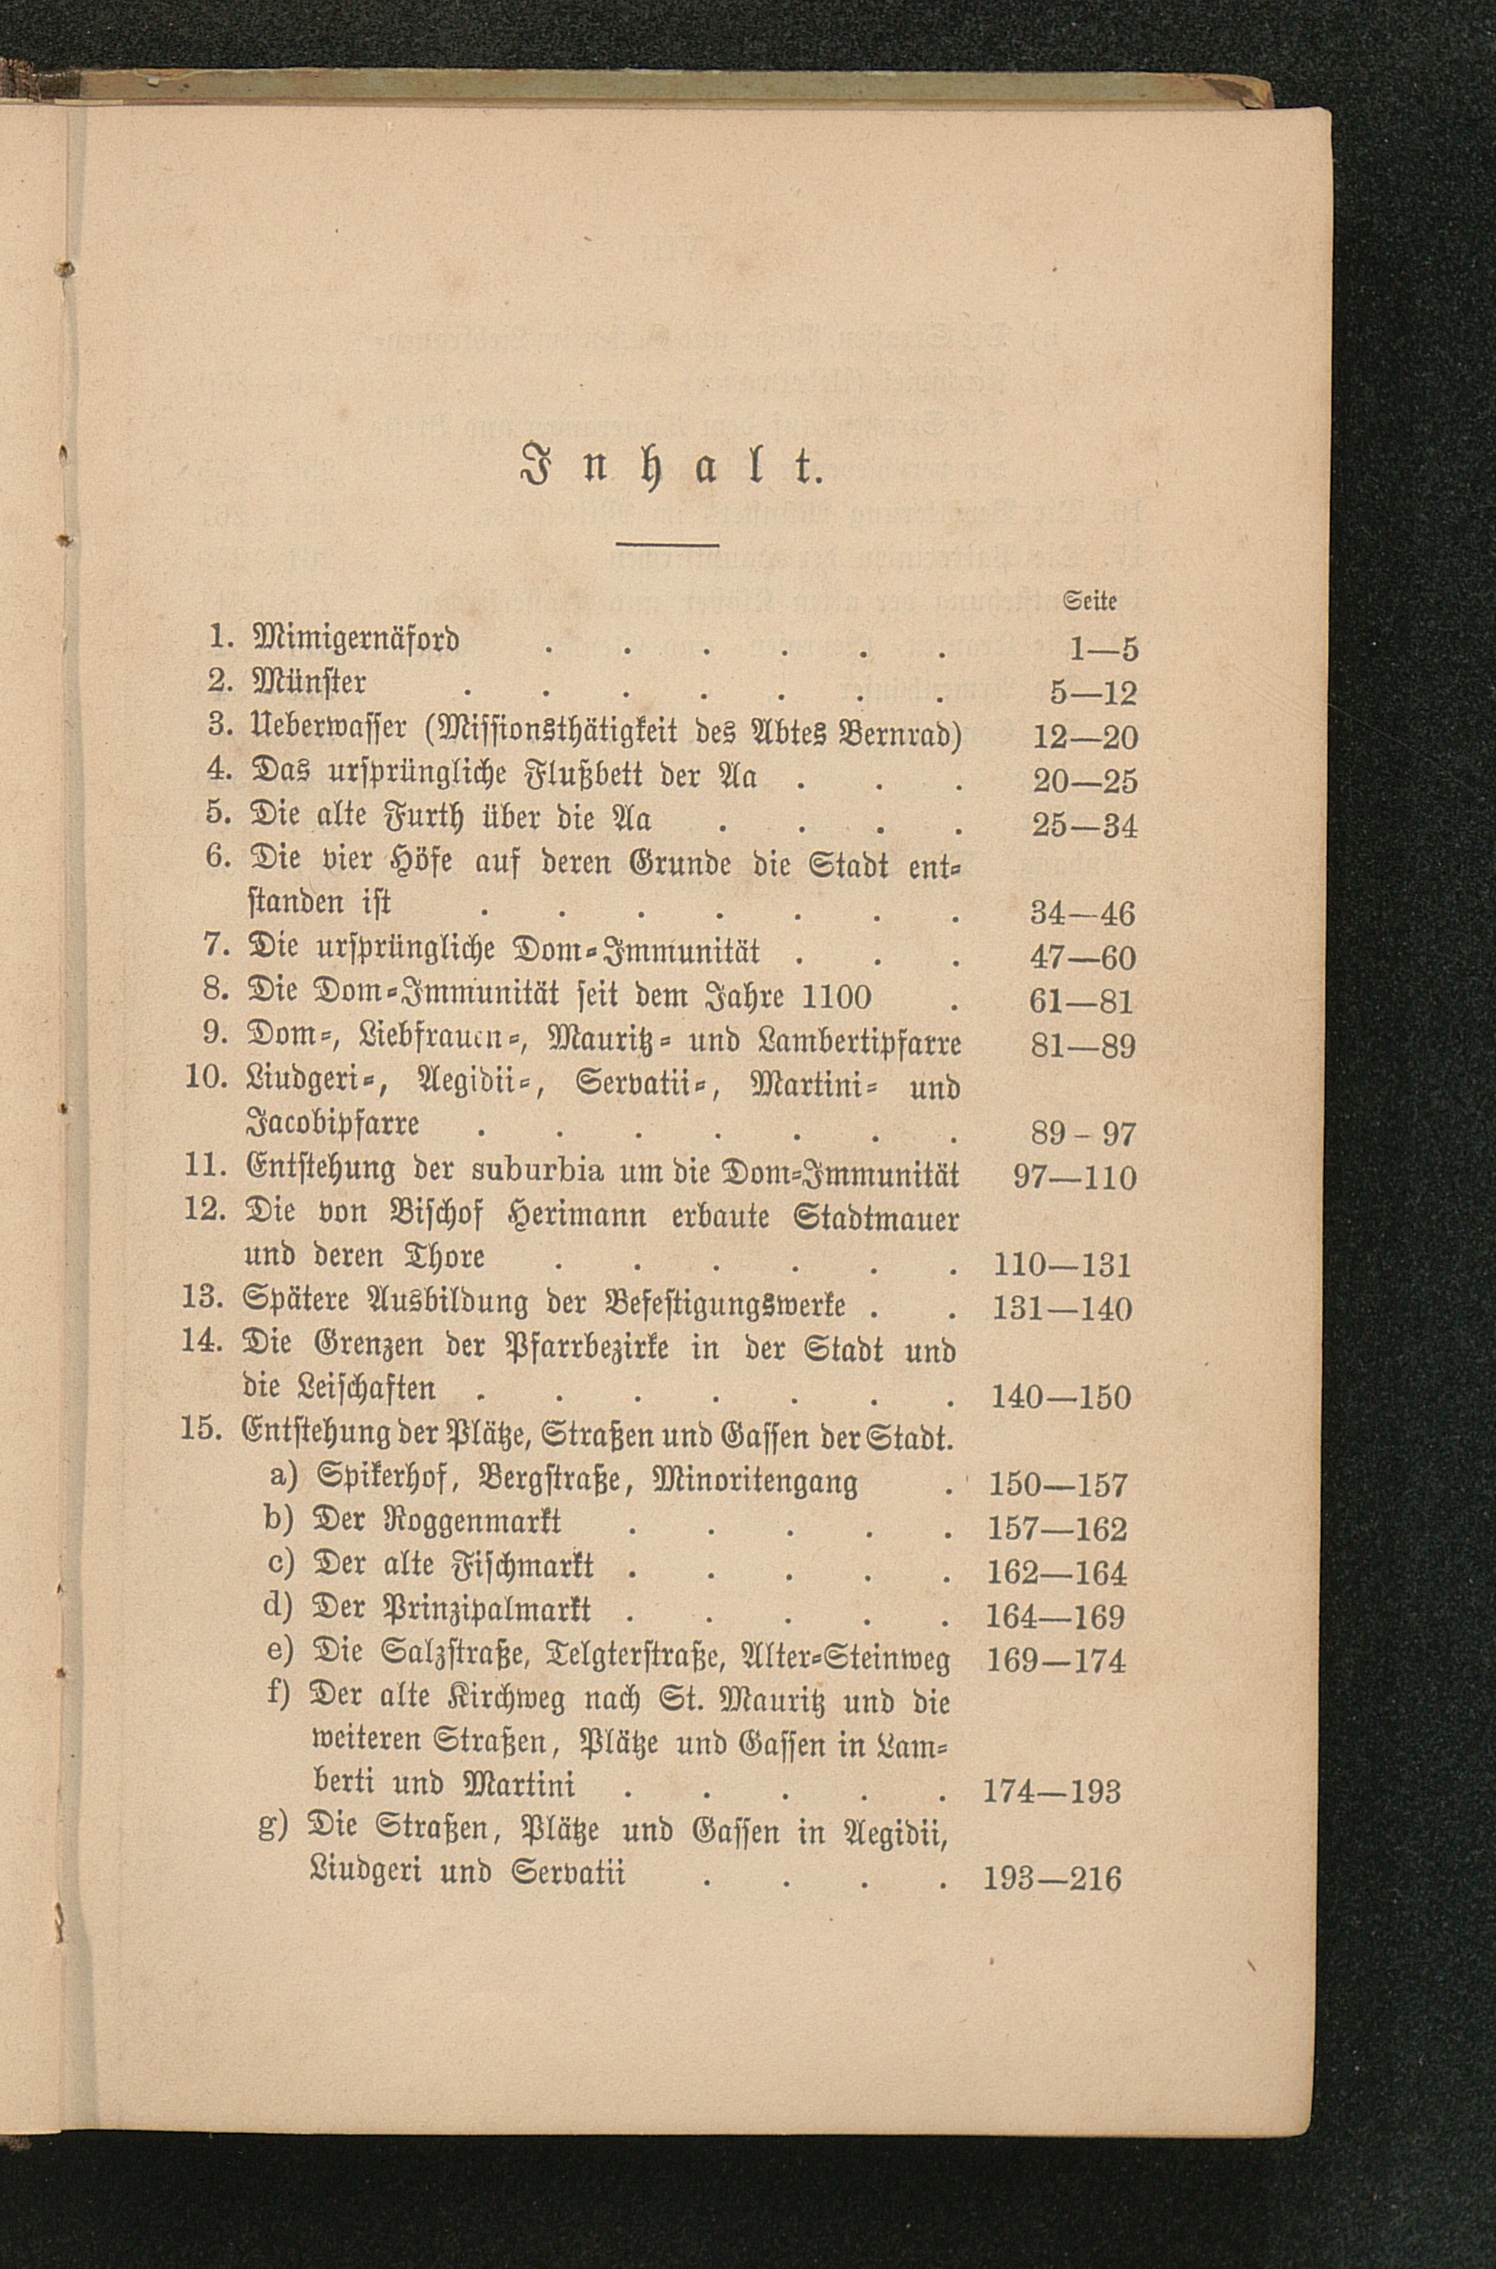 Inhalt.
Seite
1. Mimigernäford . . . . . . 1—5
2. Münster . . . . . . . 5—12
3. Ueberwasser (Missionsthätigkeit des Abtes Bernrad) 12—20
4. Das ursprüngliche Flußbett der Aa . . . 20—25
5. Die alte Furth über die Aa . . . . 25—34
6. Die vier Höfe auf deren Grunde die Stadt ent-
standen ist . . . . . . . 34—46
7. Die ursprüngliche Dom-Immunität . . . 47—60
8. Die Dom-Immunität seit dem Jahre 1100 . 61—81
9. Dom-, Liebfrauen-, Mauritz- und Lambertipfarre 81—89
10. Liudgeri-, Aegidii-, Servatii-, Martini- und
Jacobipfarre . . . . . . . 89–97
11. Entstehung der suburbia um die Dom-Immunität 97—110
12. Die von Bischof Herimann erbaute Stadtmauer
und deren Thore . . . . . . 110—131
13. Spätere Ausbildung der Befestigungswerke . . 131—140
14. Die Grenzen der Pfarrbezirke in der Stadt und
die Leischaften . . . . . . . 140—150
15. Entstehung der Plätze, Straßen und Gassen der Stadt.
a) Spikerhof, Bergstraße, Minoritengang . 150—157
b) Der Roggenmarkt . . . . . 157—162
c) Der alte Fischmarkt . . . . . 162—164
d) Der Prinzipalmarkt . . . . . 164—169
e) Die Salzstraße, Telgterstraße, Alter-Steinweg 169—174
f) Der alte Kirchweg nach St. Mauritz und die
weiteren Straßen, Plätze und Gassen in Lam-
berti und Martini . . . . . 174—193
g) Die Straßen, Plätze und Gassen in Aegidii,
Liudgeri und Servatii . . . . 193—216